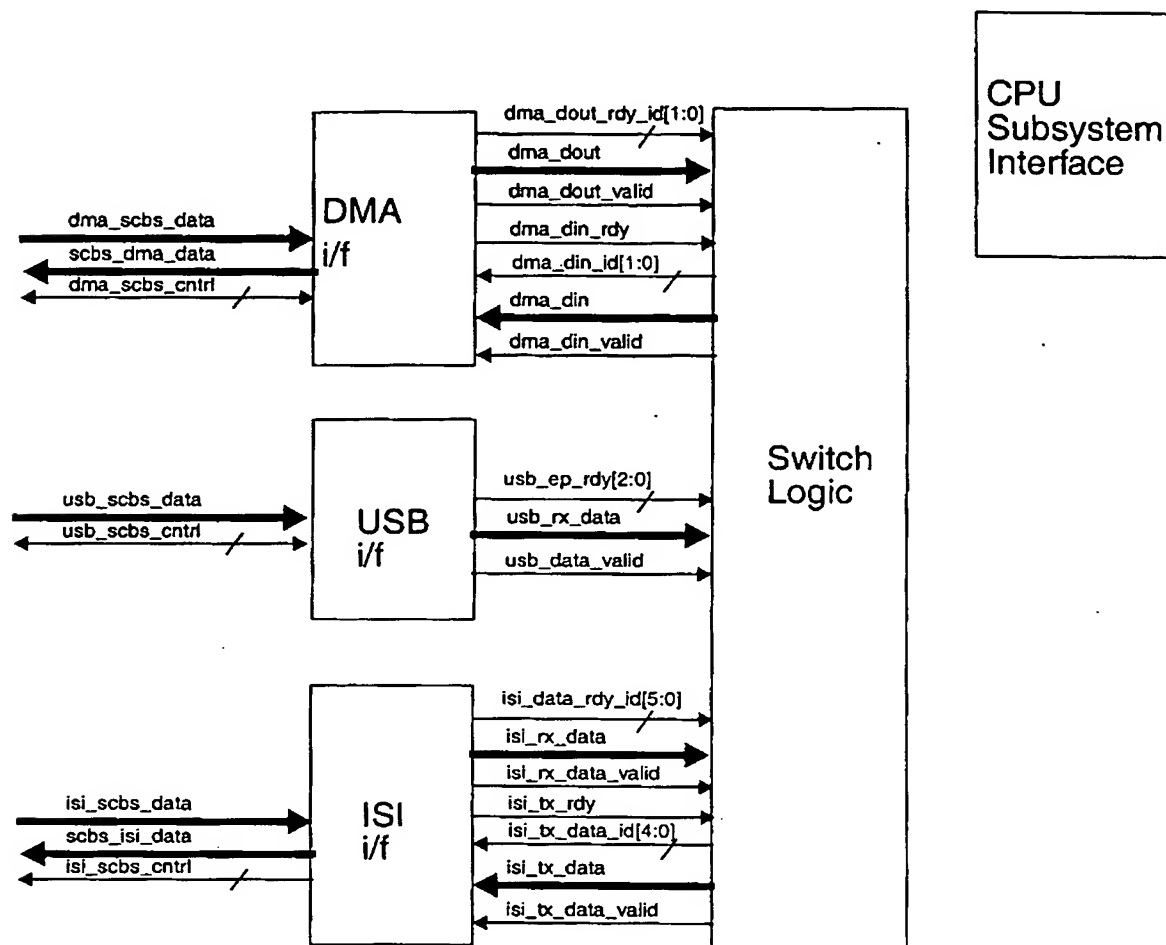 CPU
Subsystem
Interface
dma_dout_rdy_id[1:0]
dma_dout
dma_dout_valid
dma_din_rdy
dma_din_id[1:0]
dma_din
dma_din_valid
DMA
i/f
dma_scbs_data
scbs_dma_data
dma_scbs_cntrl
Switch
Logic
usb_ep_rdy[2:0]
usb_rx_data
usb_data_valid
USB
i/f
usb_scbs_data
usb_scbs_cntrl
isi_data_rdy_id[5:0]
isi_rx_data
isi_rx_data_valid
isi_tx_rdy
isi_tx_data_id[4:0]
isi_tx_data
isi_tx_data_valid
ISI
i/f
isi_scbs_data
scbs_isi_data
isi_scbs_cntrl